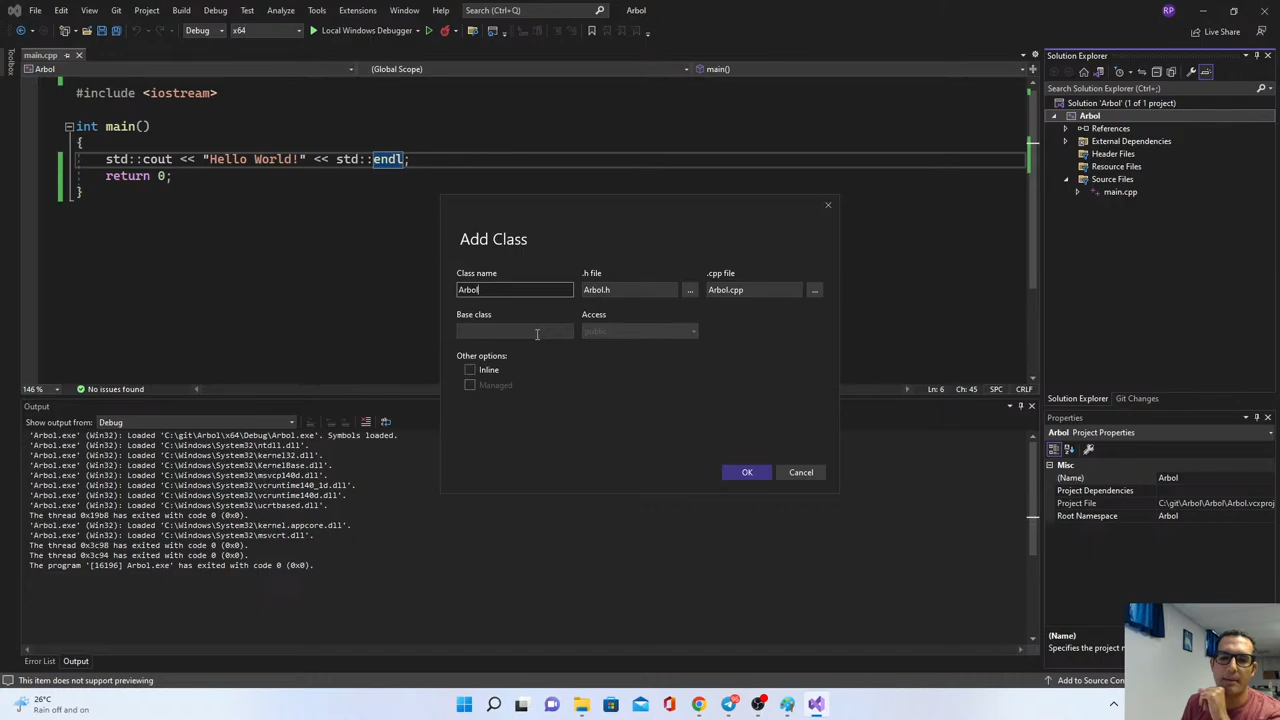 File Edit View Git Project Build Debug Test Analyze Tools Extensions Window Help Search (Ctrl+Q) Arbol RP
Debug x64 Local Windows Debugger Live Share
Toolbox
main.cpp
Arbol (Global Scope) main()
#include <iostream>
int main()
{
std::cout << "Hello World!" << std::endl;
return 0;
}
Add Class
Class name .h file .cpp file
Arbol Arbol.h ... Arbol.cpp ...
Base class Access
public
Other options:
Inline
Managed
OK Cancel
146 % No issues found Ln: 6 Ch: 45 SPC CRLF
Output
Show output from: Debug
'Arbol.exe' (Win32): Loaded 'C:\git\Arbol\x64\Debug\Arbol.exe'. Symbols loaded.
'Arbol.exe' (Win32): Loaded 'C:\Windows\System32\ntdll.dll'.
'Arbol.exe' (Win32): Loaded 'C:\Windows\System32\kernel32.dll'.
'Arbol.exe' (Win32): Loaded 'C:\Windows\System32\KernelBase.dll'.
'Arbol.exe' (Win32): Loaded 'C:\Windows\System32\msvcp140d.dll'.
'Arbol.exe' (Win32): Loaded 'C:\Windows\System32\vcruntime140_1d.dll'.
'Arbol.exe' (Win32): Loaded 'C:\Windows\System32\vcruntime140d.dll'.
'Arbol.exe' (Win32): Loaded 'C:\Windows\System32\ucrtbased.dll'.
The thread 0x19b8 has exited with code 0 (0x0).
'Arbol.exe' (Win32): Loaded 'C:\Windows\System32\kernel.appcore.dll'.
'Arbol.exe' (Win32): Loaded 'C:\Windows\System32\msvcrt.dll'.
The thread 0x3c98 has exited with code 0 (0x0).
The thread 0x3c94 has exited with code 0 (0x0).
The program '[16196] Arbol.exe' has exited with code 0 (0x0).
Error List Output
This item does not support previewing
Solution Explorer
Search Solution Explorer (Ctrl+;)
Solution 'Arbol' (1 of 1 project)
Arbol
References
External Dependencies
Header Files
Resource Files
Source Files
main.cpp
Solution Explorer Git Changes
Properties
Arbol Project Properties
Misc
(Name) Arbol
Project Dependencies
Project File C:\git\Arbol\Arbol\Arbol.vcxproj
Root Namespace Arbol
(Name)
Specifies the project
Add to Source Con
26°C
Rain off and on